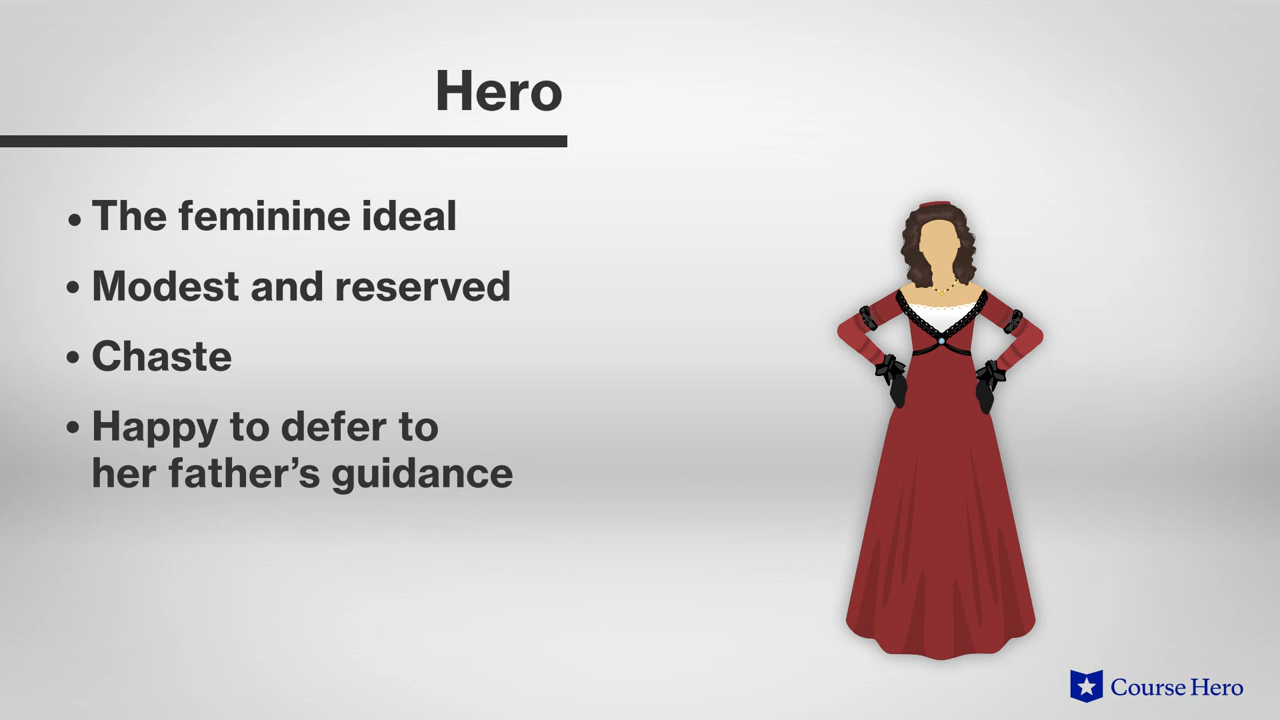 Hero
• The feminine ideal
• Modest and reserved
• Chaste
• Happy to defer to
her father’s guidance
Course Hero